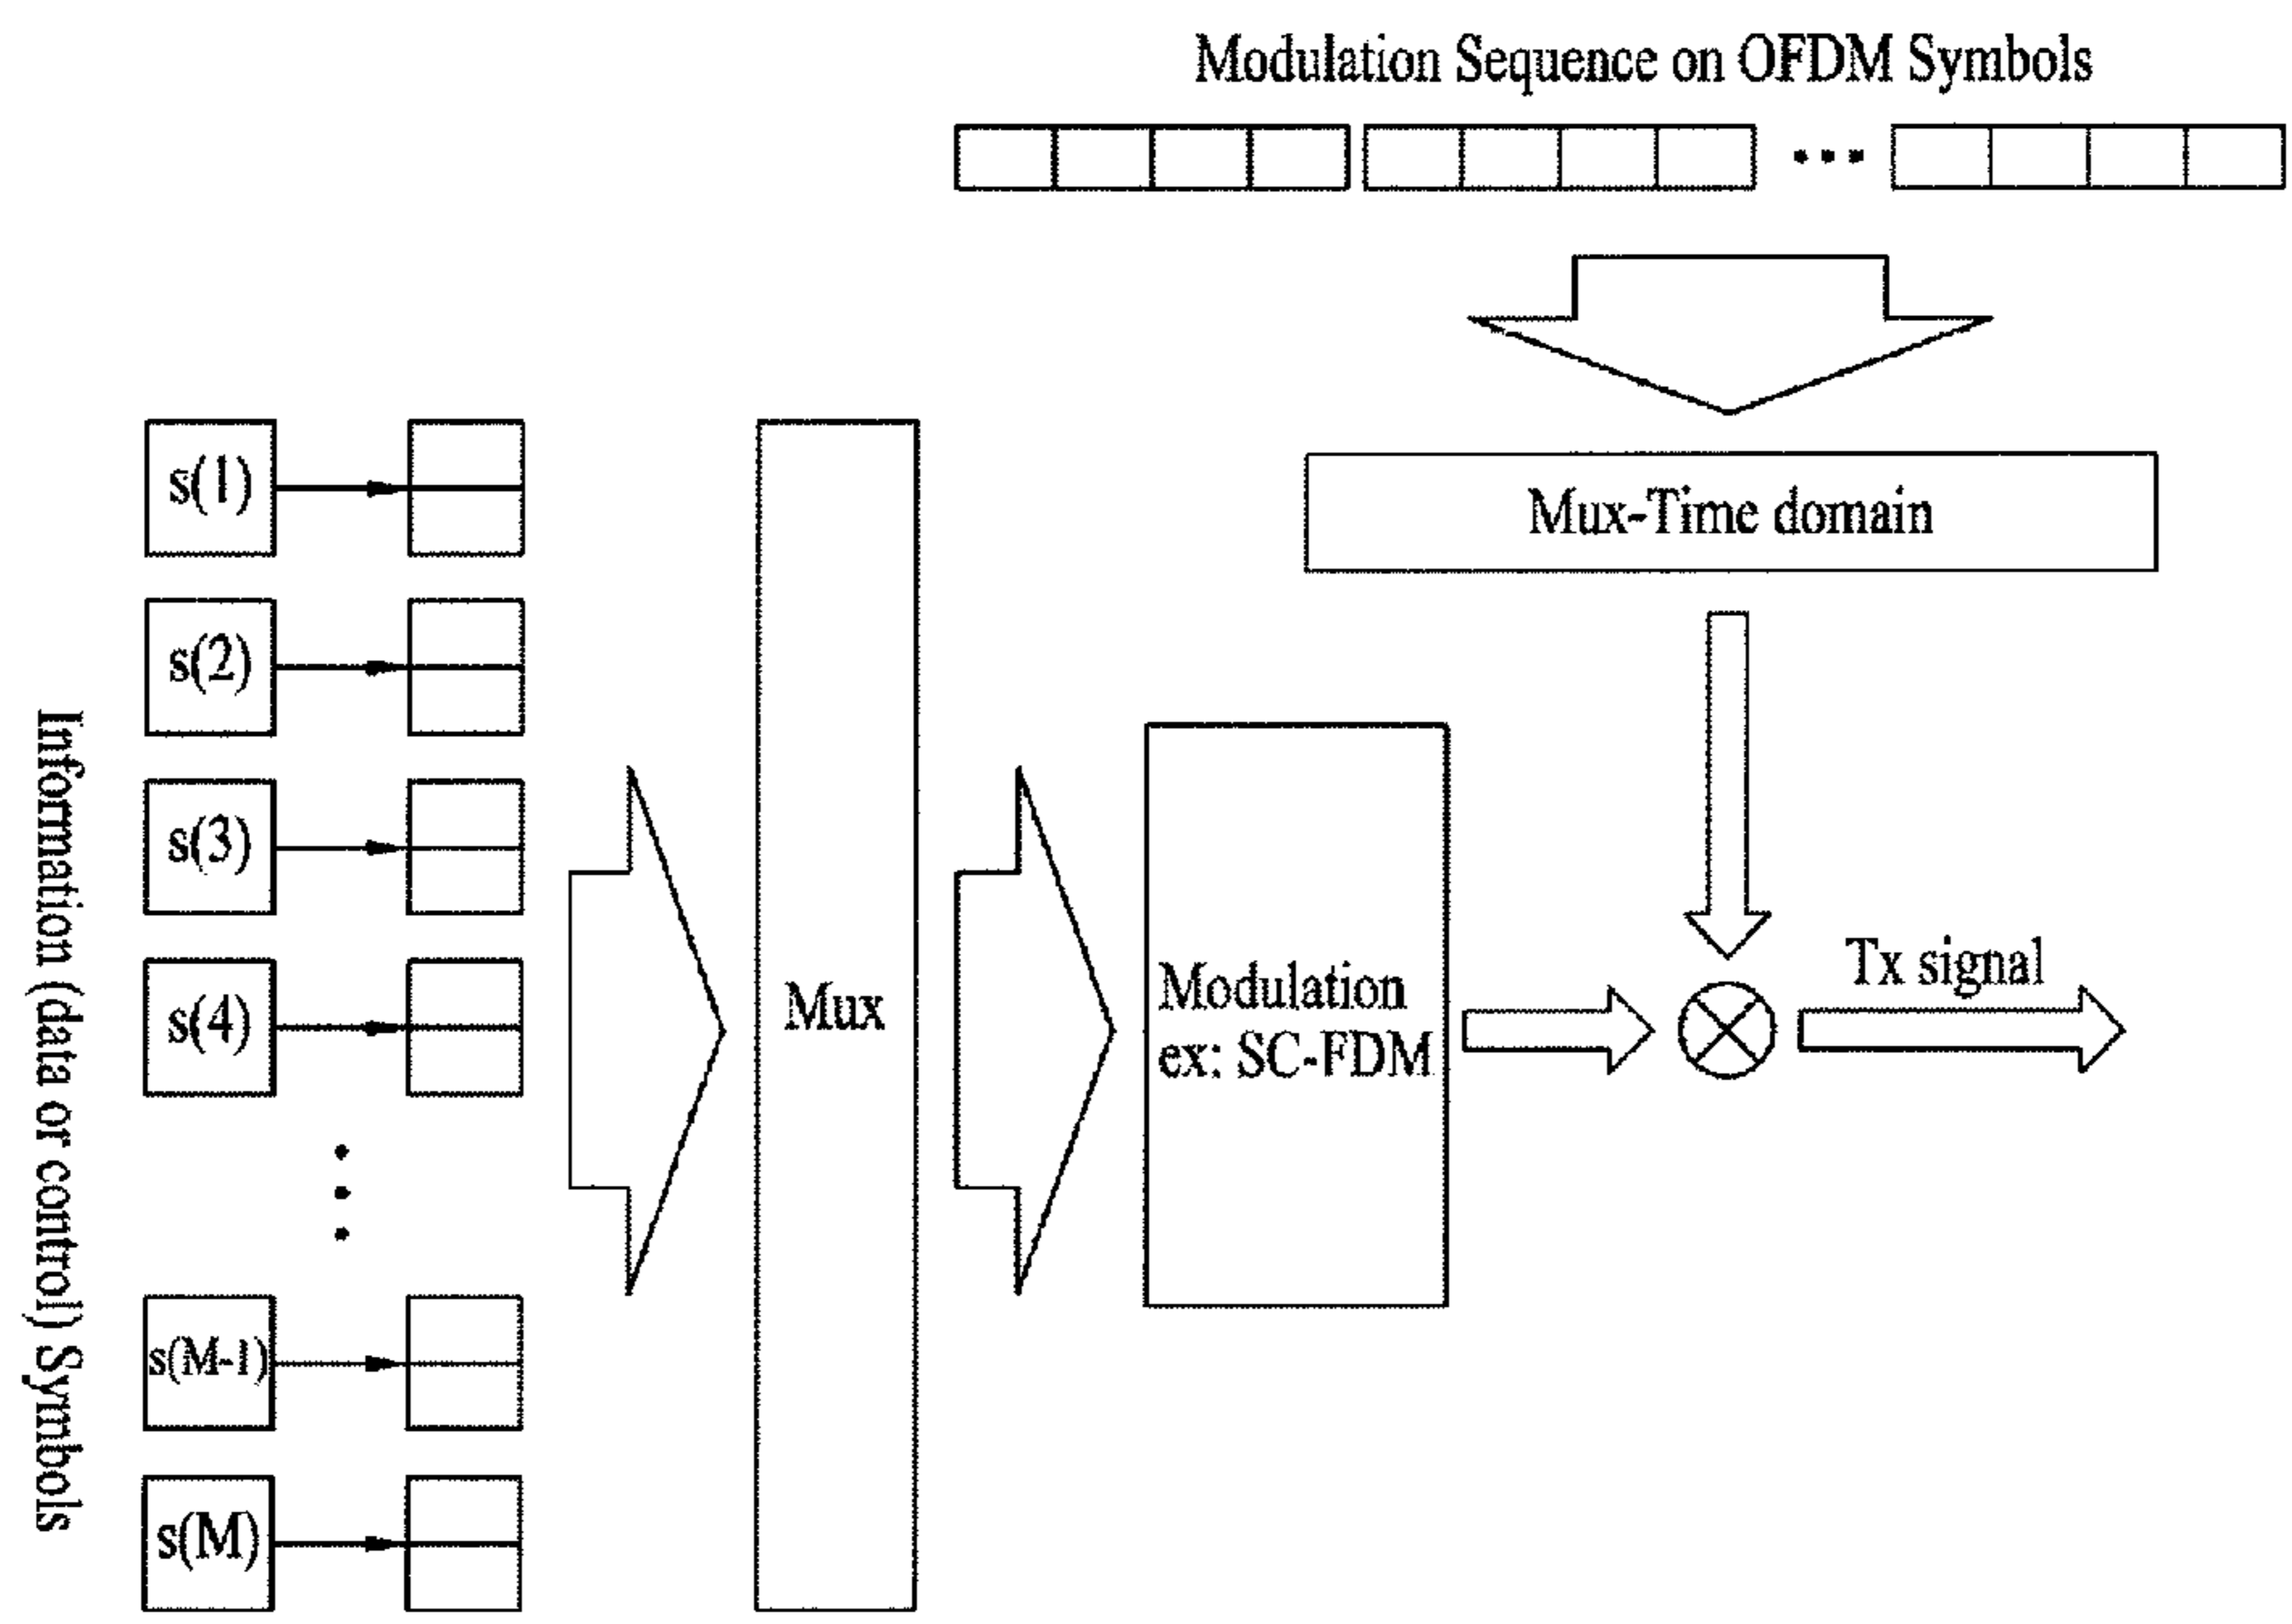 Modulation Sequence on OFDM Symbols
Mux-Time domain
s(1)
s(2)
s(3)
s(4)
s(M-1)
s(M)
Information (data or control) Symbols
Mux
Modulation
ex: SC-FDM
Tx signal